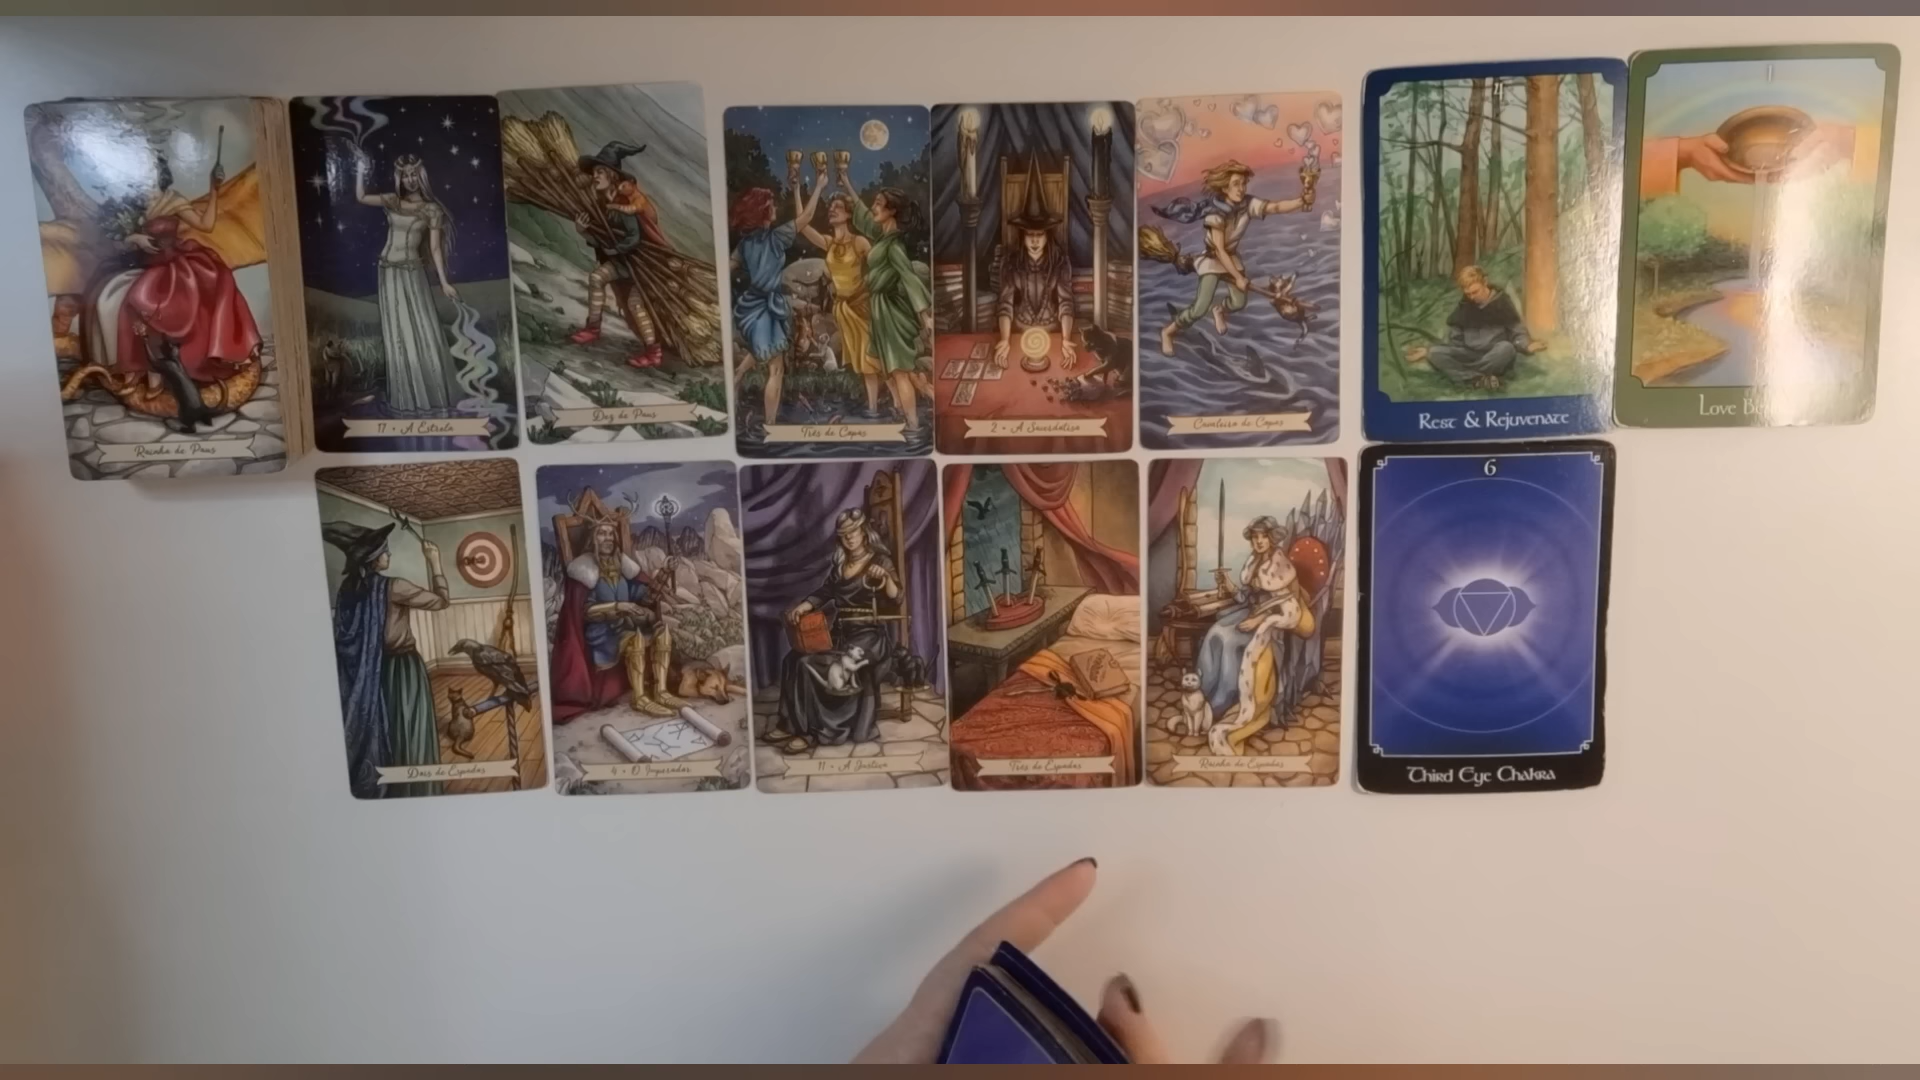 Rainha de Paus
17 • A Estrela
Dez de Paus
Três de Copas
2 • A Sacerdotisa
Cavaleiro de Copas
4
Rest & Rejuvenate
1
Love
Dois de Espadas
4 • O Imperador
11 • A Justiça
Três de Espadas
Rainha de Espadas
6
Third Eye Chakra